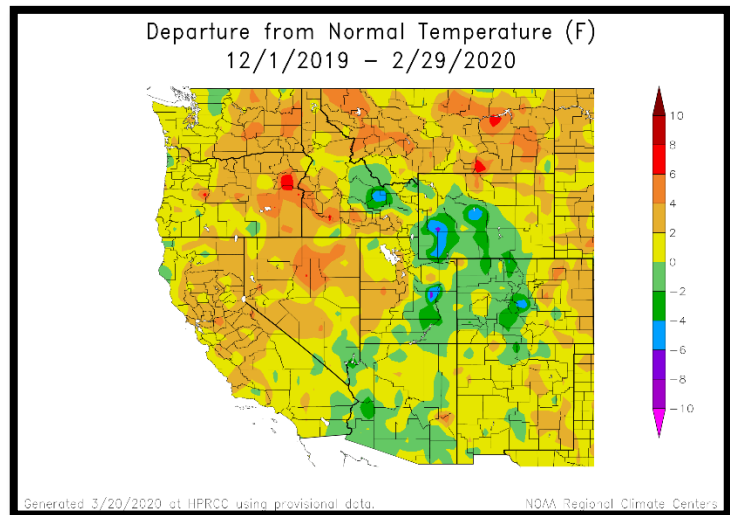 Departure from Normal Temperature (F)
12/1/2019 – 2/29/2020
10
8
6
4
2
0
−2
−4
−6
−8
−10
Generated 3/20/2020 at HPRCC using provisional data.
NOAA Regional Climate Centers